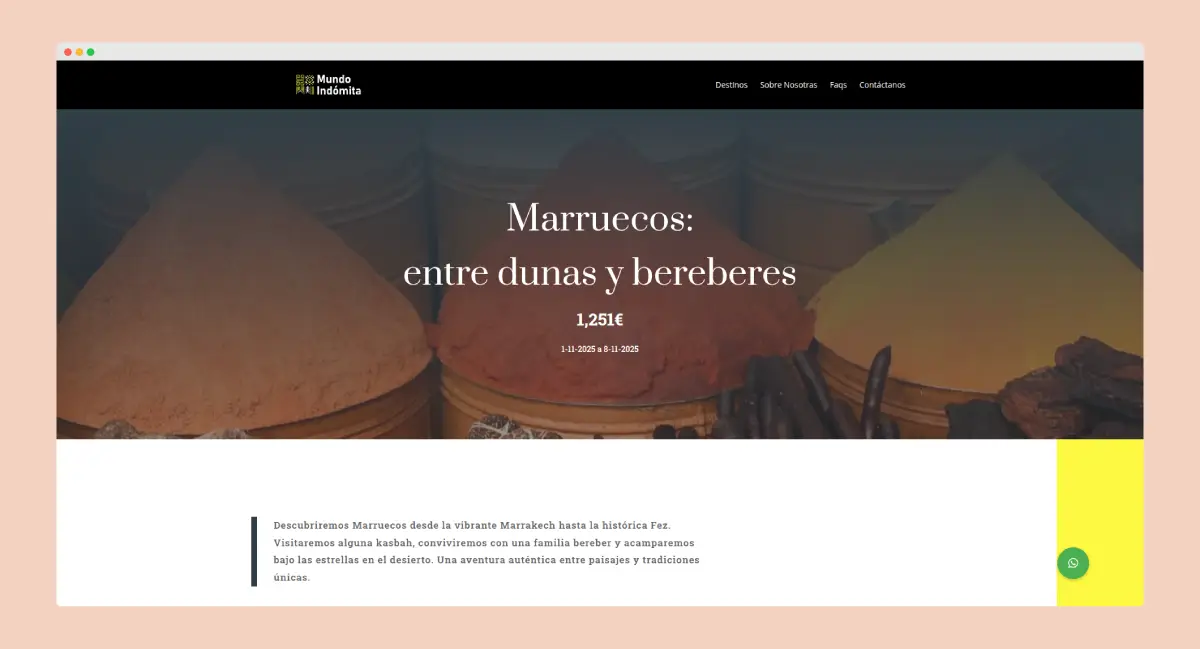 Mundo
Indómita
Destinos Sobre Nosotras Faqs Contáctanos
Marruecos:
entre dunas y bereberes
1,251€
1-11-2025 a 8-11-2025
Descubriremos Marruecos desde la vibrante Marrakech hasta la histórica Fez.
Visitaremos alguna kasbah, conviviremos con una familia bereber y acamparemos
bajo las estrellas en el desierto. Una aventura auténtica entre paisajes y tradiciones
únicas.